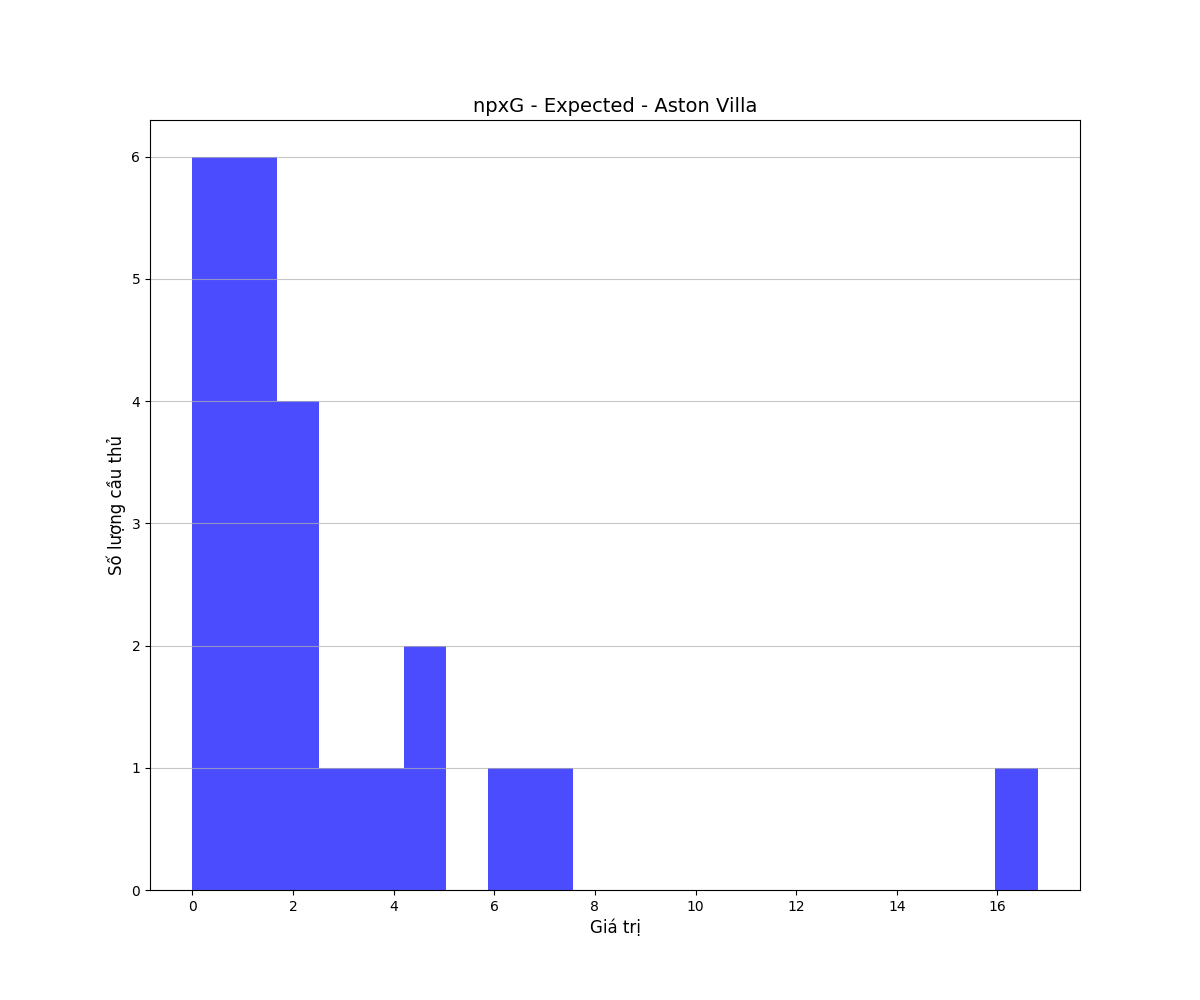 npxG - Expected - Aston Villa
6
5
4
3
2
1
0
Số lượng cầu thủ
0 2 4 6 8 10 12 14 16
Giá trị